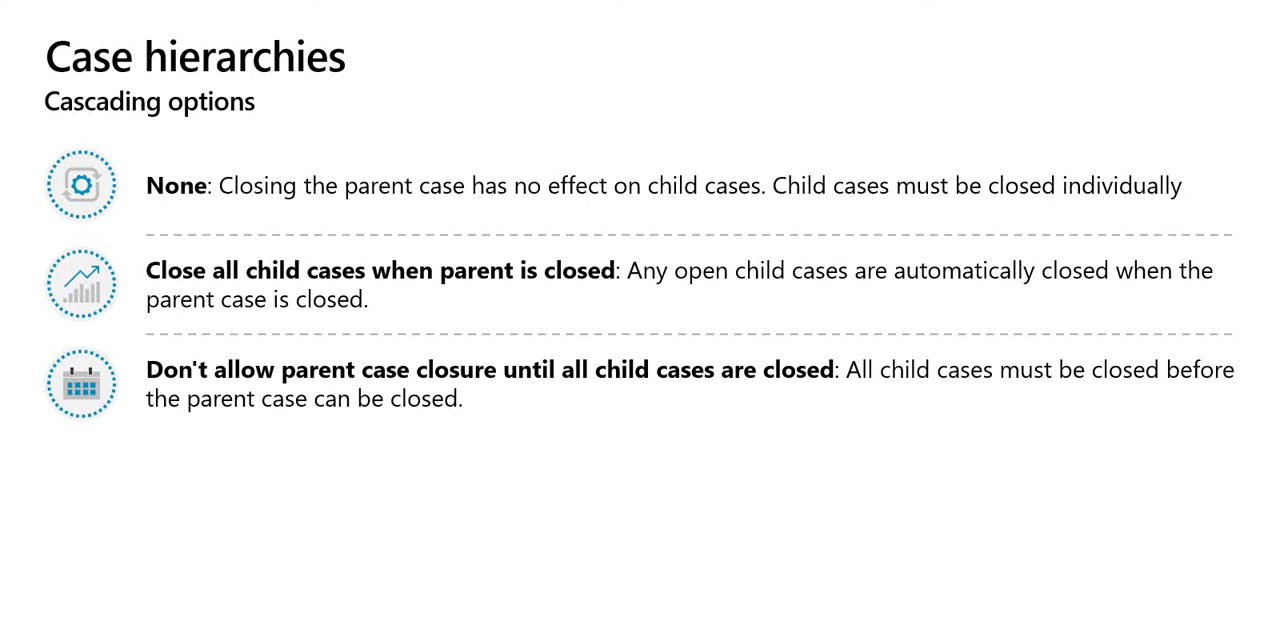 Case hierarchies
Cascading options
None: Closing the parent case has no effect on child cases. Child cases must be closed individually
Close all child cases when parent is closed: Any open child cases are automatically closed when the
parent case is closed.
Don't allow parent case closure until all child cases are closed: All child cases must be closed before
the parent case can be closed.